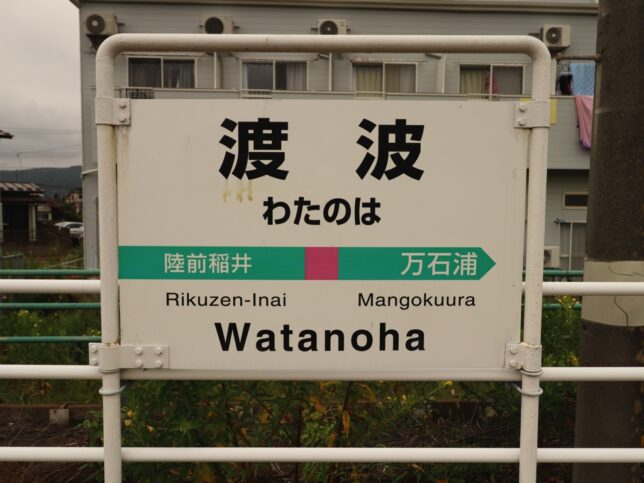 渡波
わたのは
陸前稲井 万石浦
Rikuzen-Inai Mangokuura
Watanoha